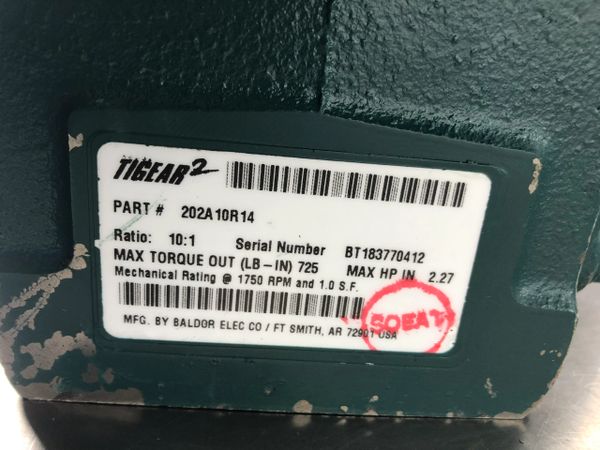 TIGEAR2
PART # 202A10R14
Ratio: 10:1 Serial Number BT183770412
MAX TORQUE OUT (LB-IN) 725 MAX HP IN 2.27
Mechanical Rating @ 1750 RPM and 1.0 S.F.
MFG. BY BALDOR ELEC CO / FT SMITH, AR 72901 USA